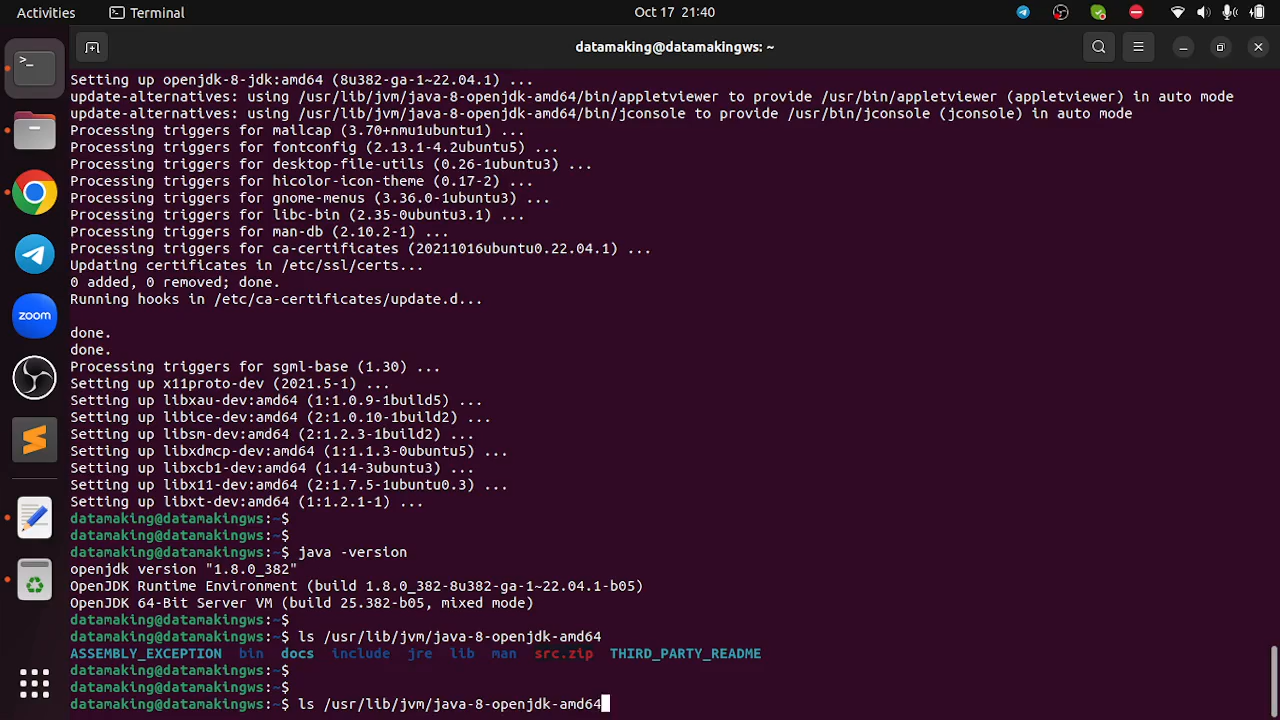 Activities
Terminal
Oct 17 21:40
datamaking@datamakingws: ~
Setting up openjdk-8-jdk:amd64 (8u382-ga-1~22.04.1) ...
update-alternatives: using /usr/lib/jvm/java-8-openjdk-amd64/bin/appletviewer to provide /usr/bin/appletviewer (appletviewer) in auto mode
update-alternatives: using /usr/lib/jvm/java-8-openjdk-amd64/bin/jconsole to provide /usr/bin/jconsole (jconsole) in auto mode
Processing triggers for mailcap (3.70+nmu1ubuntu1) ...
Processing triggers for fontconfig (2.13.1-4.2ubuntu5) ...
Processing triggers for desktop-file-utils (0.26-1ubuntu3) ...
Processing triggers for hicolor-icon-theme (0.17-2) ...
Processing triggers for gnome-menus (3.36.0-1ubuntu3) ...
Processing triggers for libc-bin (2.35-0ubuntu3.1) ...
Processing triggers for man-db (2.10.2-1) ...
Processing triggers for ca-certificates (20211016ubuntu0.22.04.1) ...
Updating certificates in /etc/ssl/certs...
0 added, 0 removed; done.
Running hooks in /etc/ca-certificates/update.d...
zoom
done.
done.
Processing triggers for sgml-base (1.30) ...
Setting up x11proto-dev (2021.5-1) ...
Setting up libxau-dev:amd64 (1:1.0.9-1build5) ...
Setting up libice-dev:amd64 (2:1.0.10-1build2) ...
Setting up libsm-dev:amd64 (2:1.2.3-1build2) ...
Setting up libxdmcp-dev:amd64 (1:1.1.3-0ubuntu5) ...
Setting up libxcb1-dev:amd64 (1.14-3ubuntu3) ...
Setting up libx11-dev:amd64 (2:1.7.5-1ubuntu0.3) ...
Setting up libxt-dev:amd64 (1:1.2.1-1) ...
datamaking@datamakingws:~$
datamaking@datamakingws:~$
datamaking@datamakingws:~$ java -version
openjdk version "1.8.0_382"
OpenJDK Runtime Environment (build 1.8.0_382-8u382-ga-1~22.04.1-b05)
OpenJDK 64-Bit Server VM (build 25.382-b05, mixed mode)
datamaking@datamakingws:~$
datamaking@datamakingws:~$ ls /usr/lib/jvm/java-8-openjdk-amd64
ASSEMBLY_EXCEPTION bin docs include jre lib man src.zip THIRD_PARTY_README
datamaking@datamakingws:~$
datamaking@datamakingws:~$
datamaking@datamakingws:~$ ls /usr/lib/jvm/java-8-openjdk-amd64